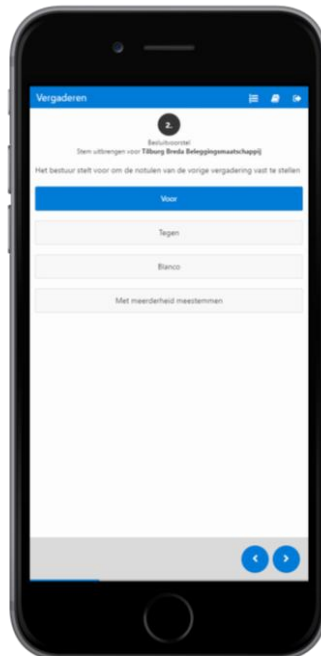 Vergaderen
2.
Besluitvoorstel
Stem uitbrengen voor Tilburg Breda Beleggingsmaatschappij
Het bestuur stelt voor om de notulen van de vorige vergadering vast te stellen
Voor
Tegen
Blanco
Met meerderheid meestemmen